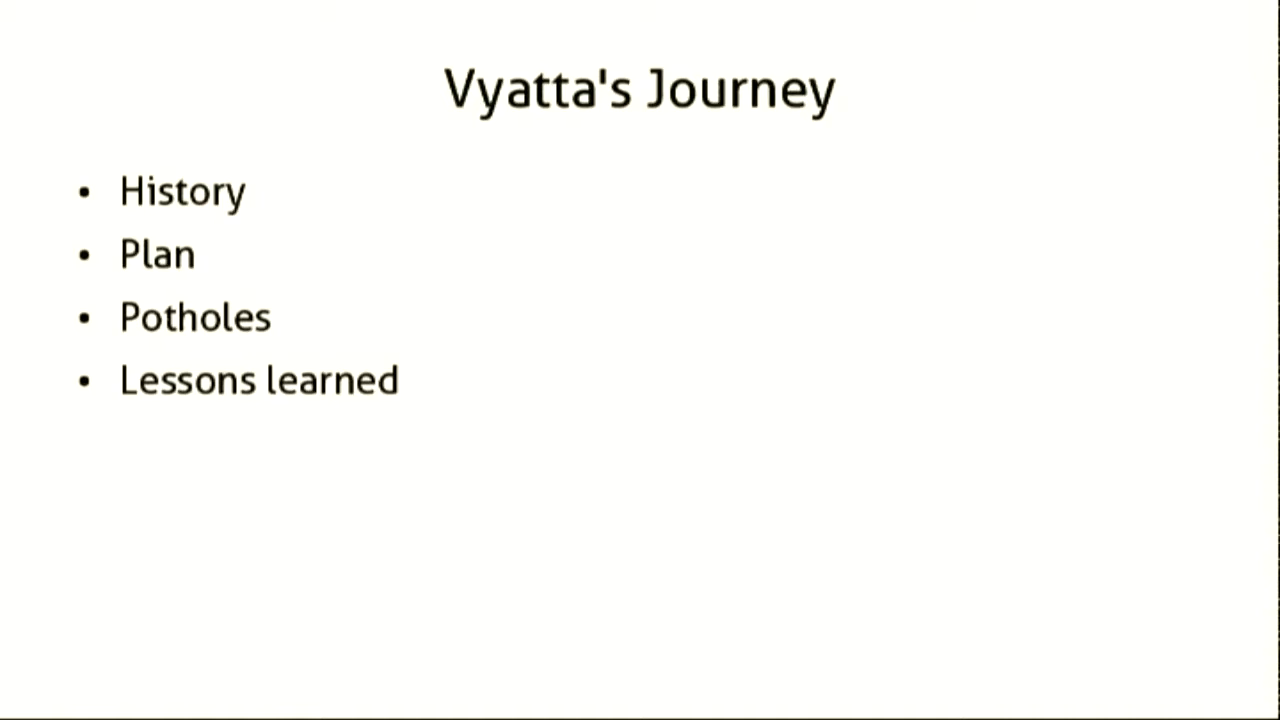 Vyatta's Journey
• History
• Plan
• Potholes
• Lessons learned